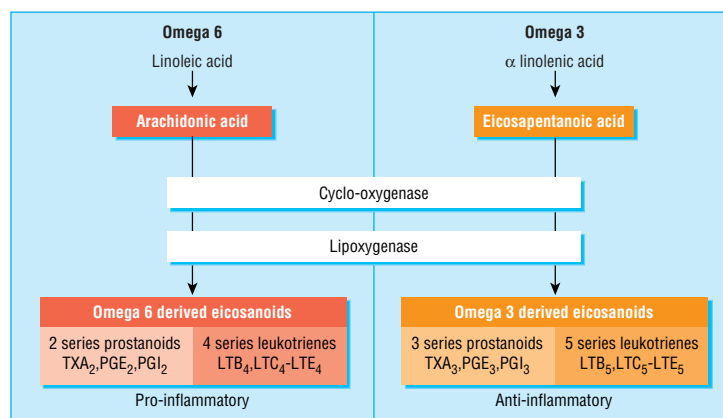 Omega 6
Linoleic acid
Arachidonic acid
Omega 3
α linolenic acid
Eicosapentanoic acid
Cyclo-oxygenase
Lipoxygenase
Omega 6 derived eicosanoids
2 series prostanoids
TXA₂,PGE₂,PGI₂
4 series leukotrienes
LTB₄,LTC₄-LTE₄
Pro-inflammatory
Omega 3 derived eicosanoids
3 series prostanoids
TXA₃,PGE₃,PGI₃
5 series leukotrienes
LTB₅,LTC₅-LTE₅
Anti-inflammatory